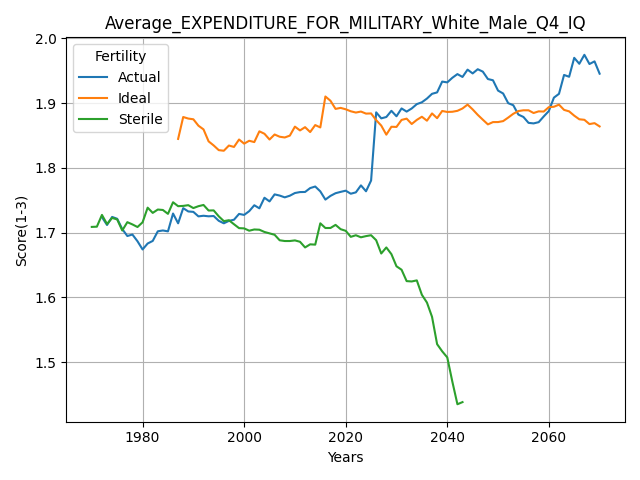 Average_EXPENDITURE_FOR_MILITARY_White_Male_Q4_IQ
Fertility
Actual
Ideal
Sterile
Score(1-3)
2.0
1.9
1.8
1.7
1.6
1.5
1980 2000 2020 2040 2060
Years